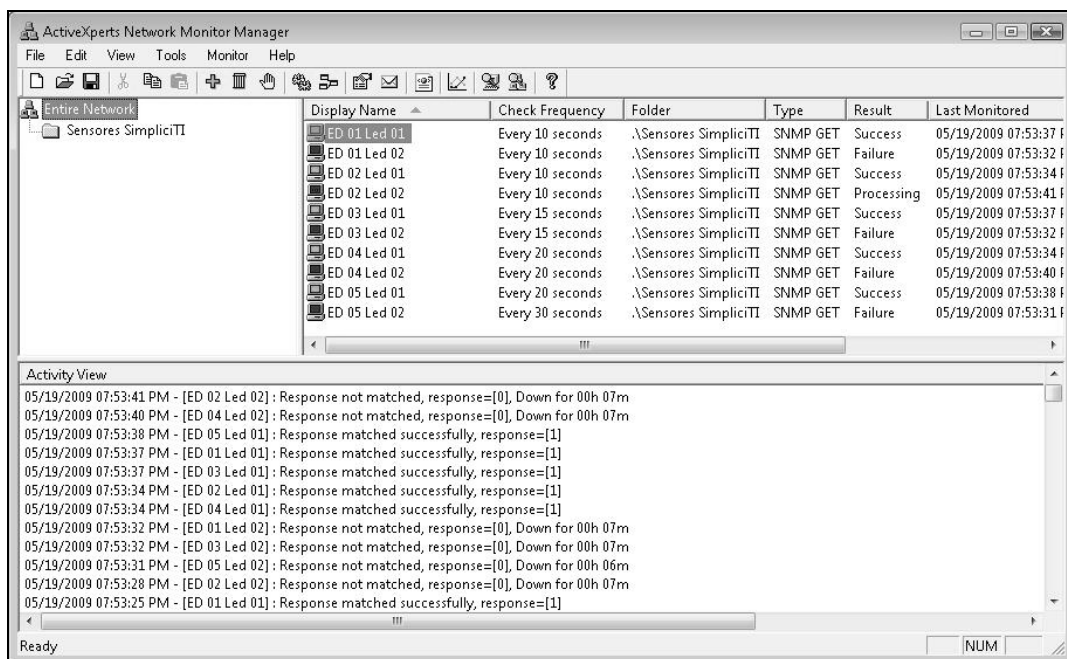 ActiveXperts Network Monitor Manager
File Edit View Tools Monitor Help
Entire Network
Sensores SimpliciTI
Display Name Check Frequency Folder Type Result Last Monitored
ED 01 Led 01 Every 10 seconds .\Sensores SimpliciTI SNMP GET Success 05/19/2009 07:53:37 P
ED 01 Led 02 Every 10 seconds .\Sensores SimpliciTI SNMP GET Failure 05/19/2009 07:53:32 P
ED 02 Led 01 Every 10 seconds .\Sensores SimpliciTI SNMP GET Success 05/19/2009 07:53:34 P
ED 02 Led 02 Every 10 seconds .\Sensores SimpliciTI SNMP GET Processing 05/19/2009 07:53:41 P
ED 03 Led 01 Every 15 seconds .\Sensores SimpliciTI SNMP GET Success 05/19/2009 07:53:37 P
ED 03 Led 02 Every 15 seconds .\Sensores SimpliciTI SNMP GET Failure 05/19/2009 07:53:32 P
ED 04 Led 01 Every 20 seconds .\Sensores SimpliciTI SNMP GET Success 05/19/2009 07:53:34 P
ED 04 Led 02 Every 20 seconds .\Sensores SimpliciTI SNMP GET Failure 05/19/2009 07:53:40 P
ED 05 Led 01 Every 20 seconds .\Sensores SimpliciTI SNMP GET Success 05/19/2009 07:53:38 P
ED 05 Led 02 Every 30 seconds .\Sensores SimpliciTI SNMP GET Failure 05/19/2009 07:53:31 P
Activity View
05/19/2009 07:53:41 PM - [ED 02 Led 02] : Response not matched, response=[0], Down for 00h 07m
05/19/2009 07:53:40 PM - [ED 04 Led 02] : Response not matched, response=[0], Down for 00h 07m
05/19/2009 07:53:38 PM - [ED 05 Led 01] : Response matched successfully, response=[1]
05/19/2009 07:53:37 PM - [ED 01 Led 01] : Response matched successfully, response=[1]
05/19/2009 07:53:37 PM - [ED 03 Led 01] : Response matched successfully, response=[1]
05/19/2009 07:53:34 PM - [ED 02 Led 01] : Response matched successfully, response=[1]
05/19/2009 07:53:34 PM - [ED 04 Led 01] : Response matched successfully, response=[1]
05/19/2009 07:53:32 PM - [ED 01 Led 02] : Response not matched, response=[0], Down for 00h 07m
05/19/2009 07:53:32 PM - [ED 03 Led 02] : Response not matched, response=[0], Down for 00h 07m
05/19/2009 07:53:31 PM - [ED 05 Led 02] : Response not matched, response=[0], Down for 00h 06m
05/19/2009 07:53:28 PM - [ED 02 Led 02] : Response not matched, response=[0], Down for 00h 07m
05/19/2009 07:53:25 PM - [ED 01 Led 01] : Response matched successfully, response=[1]
Ready NUM